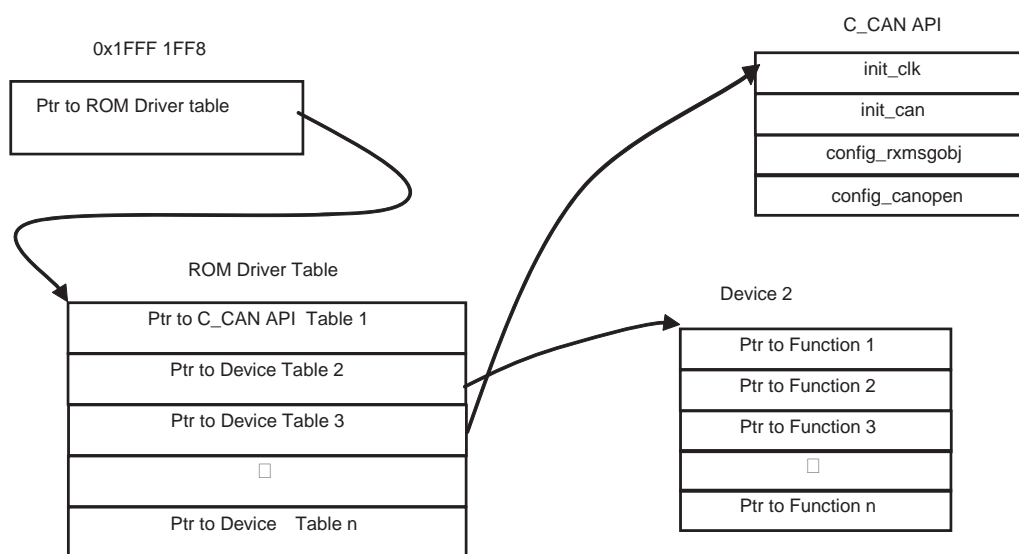 0x1FFF 1FF8
Ptr to ROM Driver table
C_CAN API
init_clk
init_can
config_rxmsgobj
config_canopen
ROM Driver Table
Ptr to C_CAN API Table 1
Ptr to Device Table 2
Ptr to Device Table 3
Ptr to Device Table n
Device 2
Ptr to Function 1
Ptr to Function 2
Ptr to Function 3
Ptr to Function n